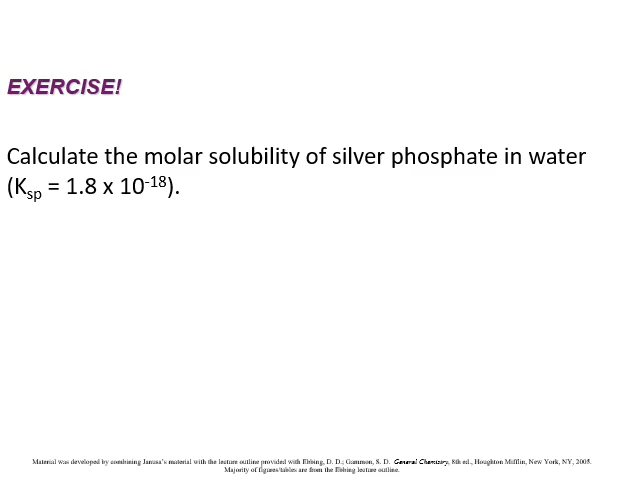 EXERCISE!
Calculate the molar solubility of silver phosphate in water
(Ksp = 1.8 x 10-18).
Material was developed by combining Janusa's material with the lecture outline provided with Ebbing, D. D.; Gammon, S. D. General Chemistry, 8th ed., Houghton Mifflin, New York, NY, 2005.
Majority of figures/tables are from the Ebbing lecture outline.